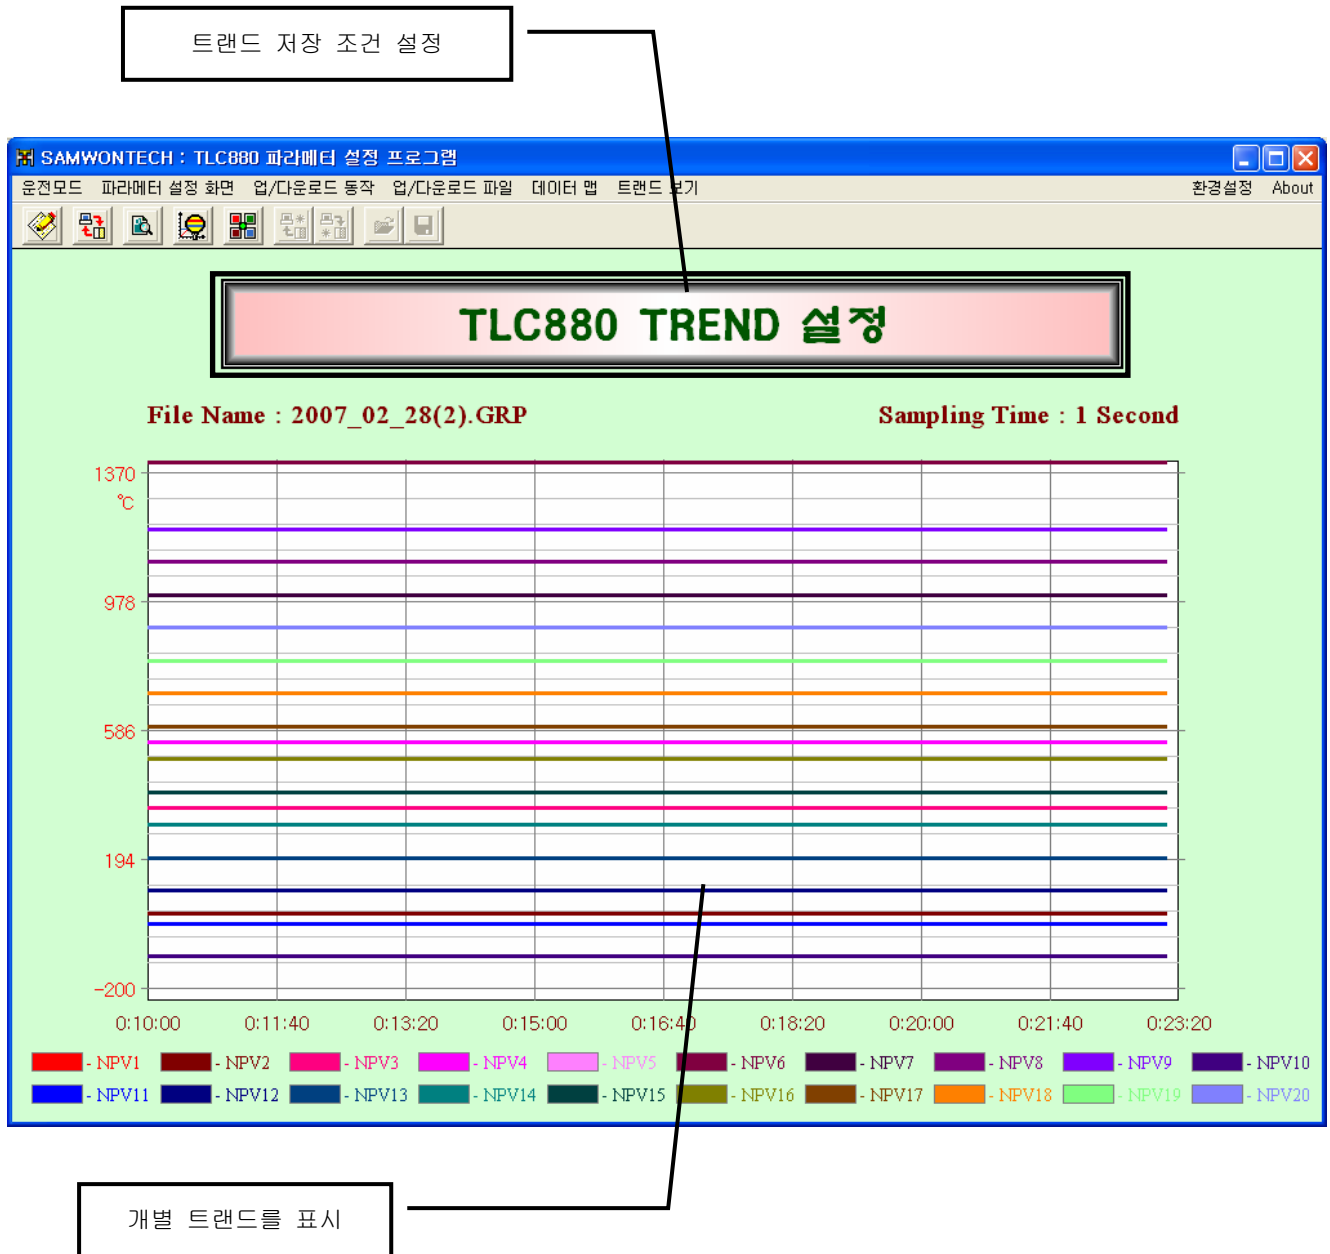 트랜드 저장 조건 설정
SAMWONTECH : TLC880 파라메터 설정 프로그램
운전모드 파라메터 설정 화면 업/다운로드 동작 업/다운로드 파일 데이터 맵 트랜드 보기 환경설정 About
TLC880 TREND 설정
File Name : 2007_02_28(2).GRP Sampling Time : 1 Second
1370
℃
978
586
194
-200
0:10:00 0:11:40 0:13:20 0:15:00 0:16:40 0:18:20 0:20:00 0:21:40 0:23:20
- NPV1 - NPV2 - NPV3 - NPV4 - NPV5 - NPV6 - NPV7 - NPV8 - NPV9 - NPV10
- NPV11 - NPV12 - NPV13 - NPV14 - NPV15 - NPV16 - NPV17 - NPV18 - NPV19 - NPV20
개별 트랜드를 표시